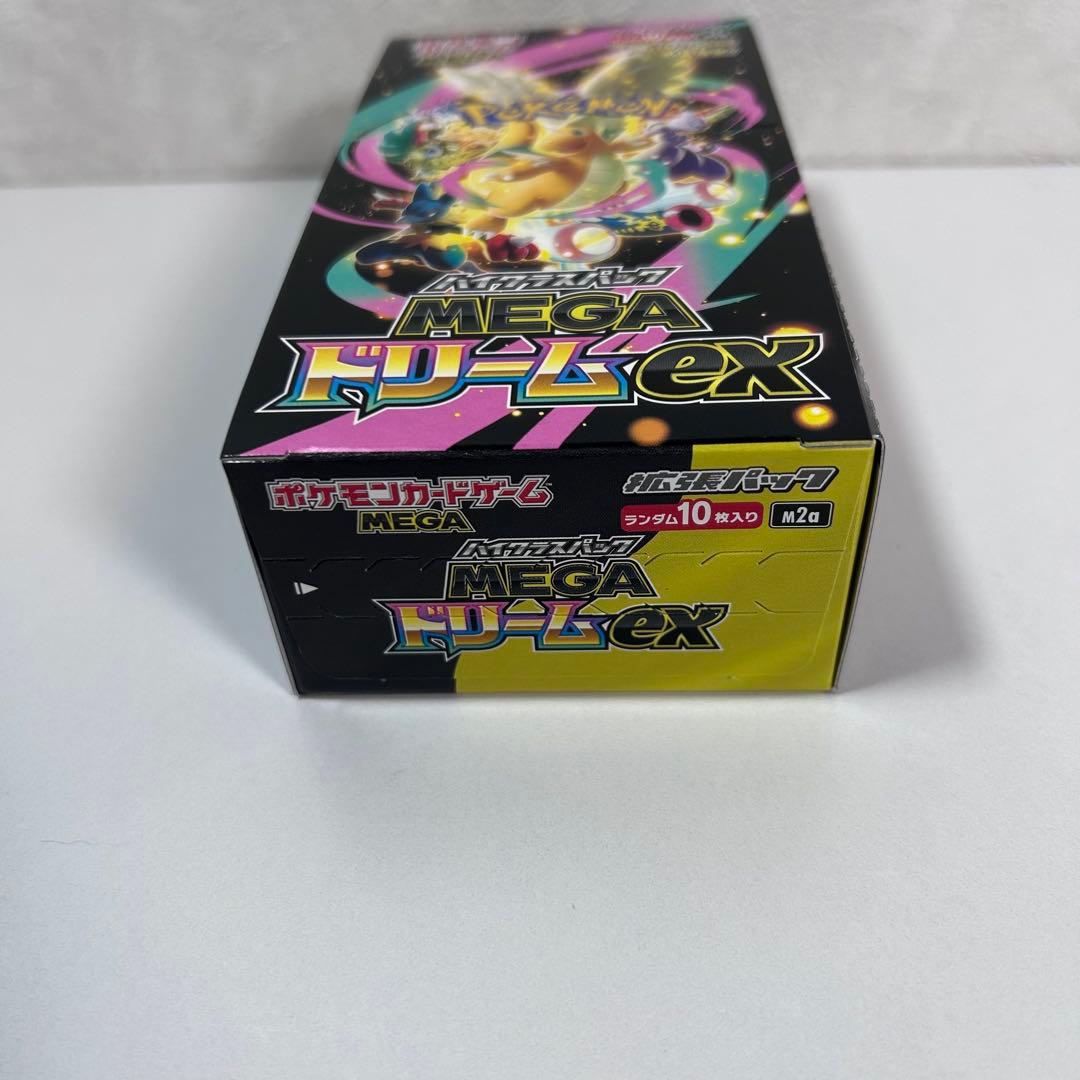 POKÉMON
ハイクラスパック
MEGA
ドリームex
ポケモンカードゲーム
MEGA
拡張パック
ランダム10枚入り M2a
ハイクラスパック
MEGA
ドリームex